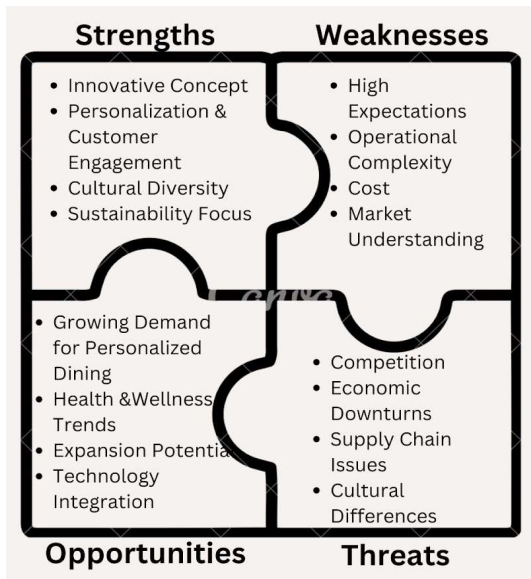 Strengths
Weaknesses
• Innovative Concept
• Personalization &
Customer
Engagement
• Cultural Diversity
• Sustainability Focus
• High
Expectations
• Operational
Complexity
• Cost
• Market
Understanding
• Growing Demand
for Personalized
Dining
• Health &Wellness
Trends
• Expansion Potential
• Technology
Integration
• Competition
• Economic
Downturns
• Supply Chain
Issues
• Cultural
Differences
Opportunities
Threats
Canva